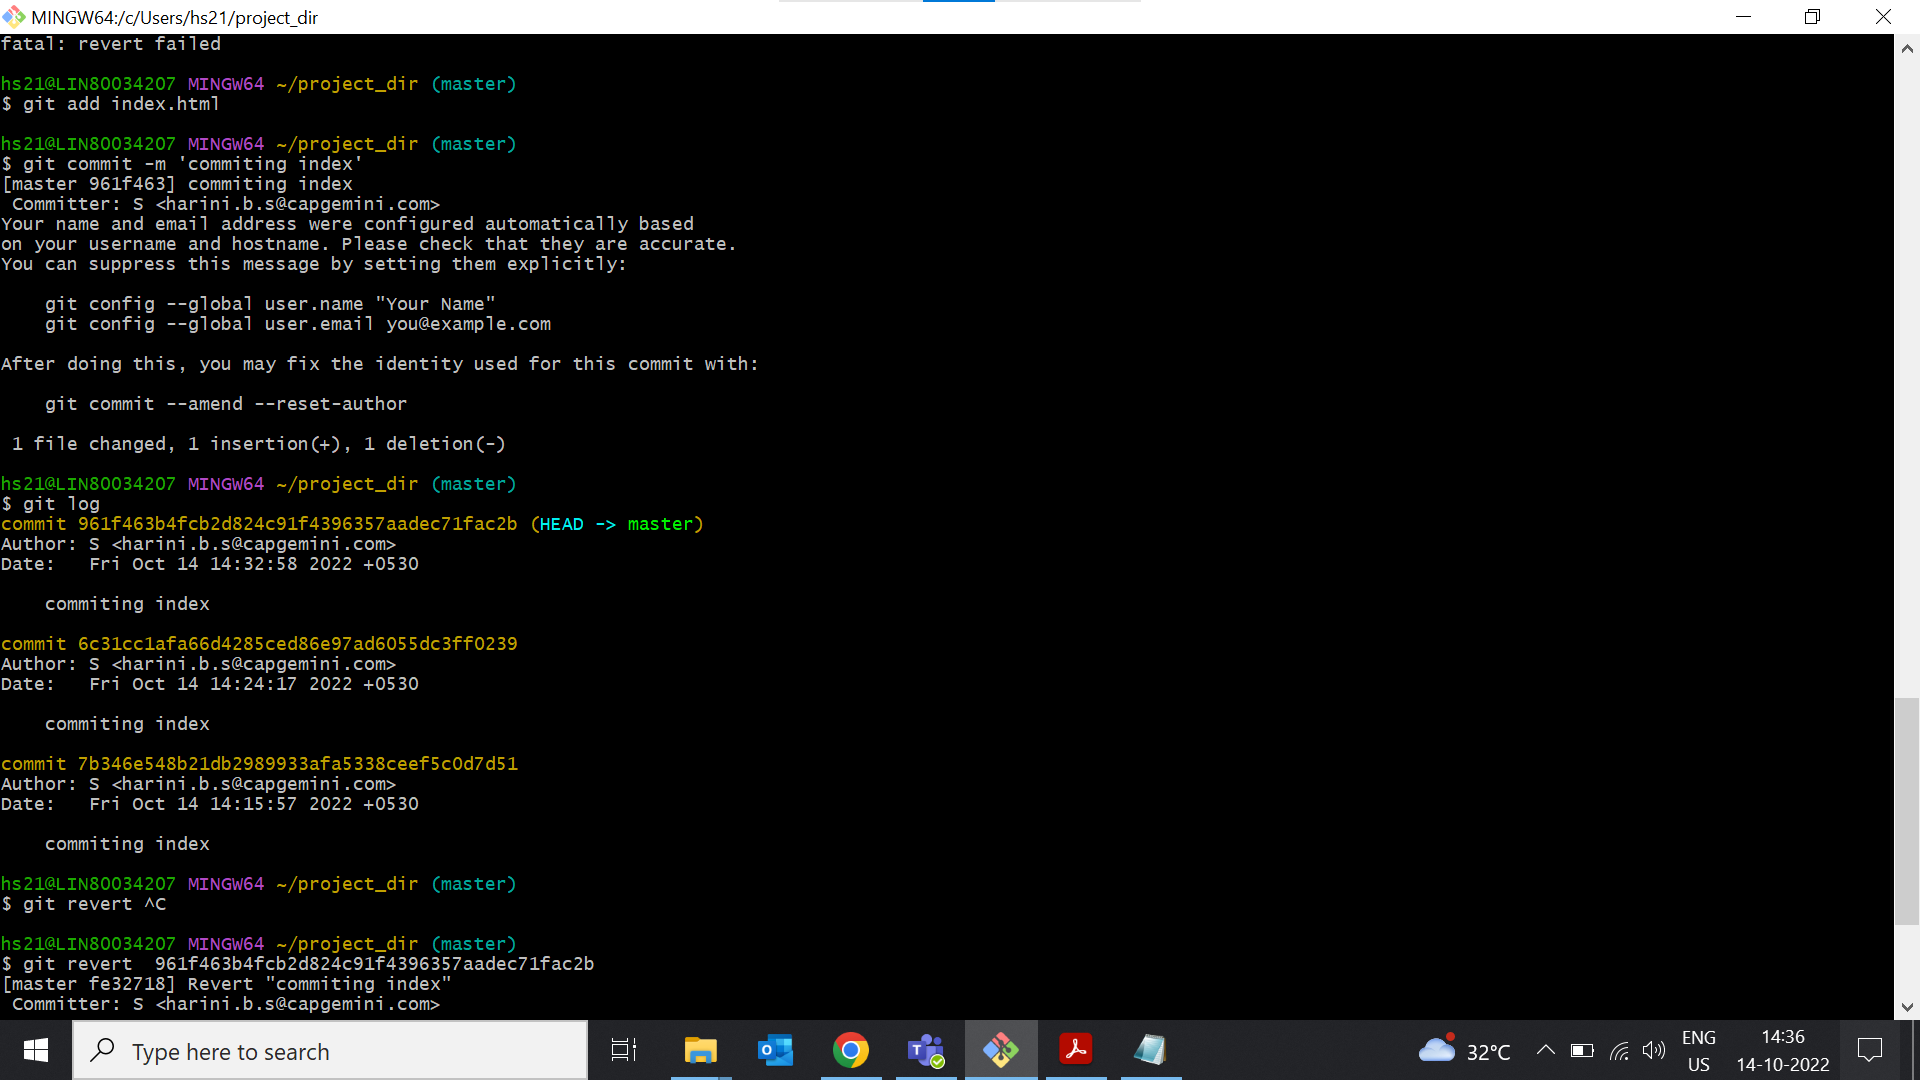 MINGW64:/c/Users/hs21/project_dir
fatal: revert failed
hs21@LIN80034207 MINGW64 ~/project_dir (master)
$ git add index.html
hs21@LIN80034207 MINGW64 ~/project_dir (master)
$ git commit -m 'commiting index'
[master 961f463] commiting index
Committer: S <harini.b.s@capgemini.com>
Your name and email address were configured automatically based
on your username and hostname. Please check that they are accurate.
You can suppress this message by setting them explicitly:
git config --global user.name "Your Name"
git config --global user.email you@example.com
After doing this, you may fix the identity used for this commit with:
git commit --amend --reset-author
1 file changed, 1 insertion(+), 1 deletion(-)
hs21@LIN80034207 MINGW64 ~/project_dir (master)
$ git log
commit 961f463b4fcb2d824c91f4396357aadec71fac2b (HEAD -> master)
Author: S <harini.b.s@capgemini.com>
Date:   Fri Oct 14 14:32:58 2022 +0530
commiting index
commit 6c31cc1afa66d4285ced86e97ad6055dc3ff0239
Author: S <harini.b.s@capgemini.com>
Date:   Fri Oct 14 14:24:17 2022 +0530
commiting index
commit 7b346e548b21db2989933afa5338ceef5c0d7d51
Author: S <harini.b.s@capgemini.com>
Date:   Fri Oct 14 14:15:57 2022 +0530
commiting index
hs21@LIN80034207 MINGW64 ~/project_dir (master)
$ git revert ^C
hs21@LIN80034207 MINGW64 ~/project_dir (master)
$ git revert  961f463b4fcb2d824c91f4396357aadec71fac2b
[master fe32718] Revert "commiting index"
Committer: S <harini.b.s@capgemini.com>
Type here to search
32°C
ENG
US
14:36
14-10-2022